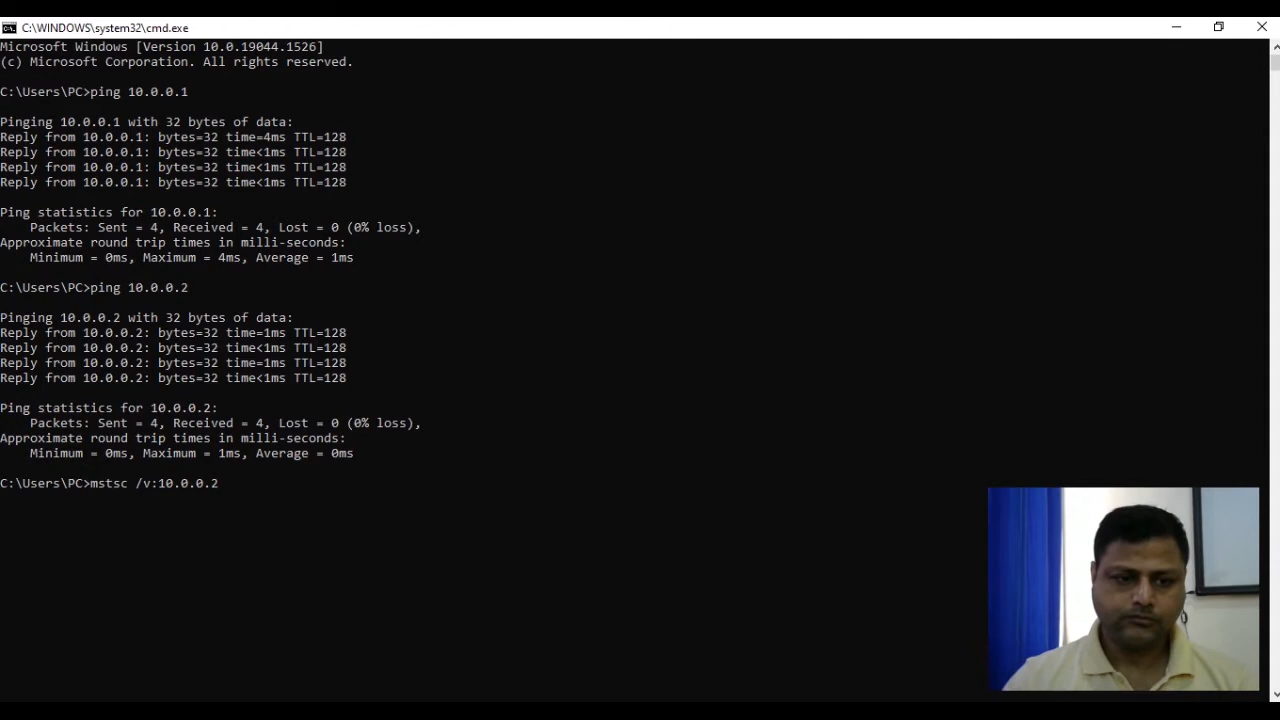 C:\WINDOWS\system32\cmd.exe
Microsoft Windows [Version 10.0.19044.1526]
(c) Microsoft Corporation. All rights reserved.
C:\Users\PC>ping 10.0.0.1
Pinging 10.0.0.1 with 32 bytes of data:
Reply from 10.0.0.1: bytes=32 time=4ms TTL=128
Reply from 10.0.0.1: bytes=32 time<1ms TTL=128
Reply from 10.0.0.1: bytes=32 time<1ms TTL=128
Reply from 10.0.0.1: bytes=32 time<1ms TTL=128
Ping statistics for 10.0.0.1:
Packets: Sent = 4, Received = 4, Lost = 0 (0% loss),
Approximate round trip times in milli-seconds:
Minimum = 0ms, Maximum = 4ms, Average = 1ms
C:\Users\PC>ping 10.0.0.2
Pinging 10.0.0.2 with 32 bytes of data:
Reply from 10.0.0.2: bytes=32 time=1ms TTL=128
Reply from 10.0.0.2: bytes=32 time<1ms TTL=128
Reply from 10.0.0.2: bytes=32 time=1ms TTL=128
Reply from 10.0.0.2: bytes=32 time<1ms TTL=128
Ping statistics for 10.0.0.2:
Packets: Sent = 4, Received = 4, Lost = 0 (0% loss),
Approximate round trip times in milli-seconds:
Minimum = 0ms, Maximum = 1ms, Average = 0ms
C:\Users\PC>mstsc /v:10.0.0.2